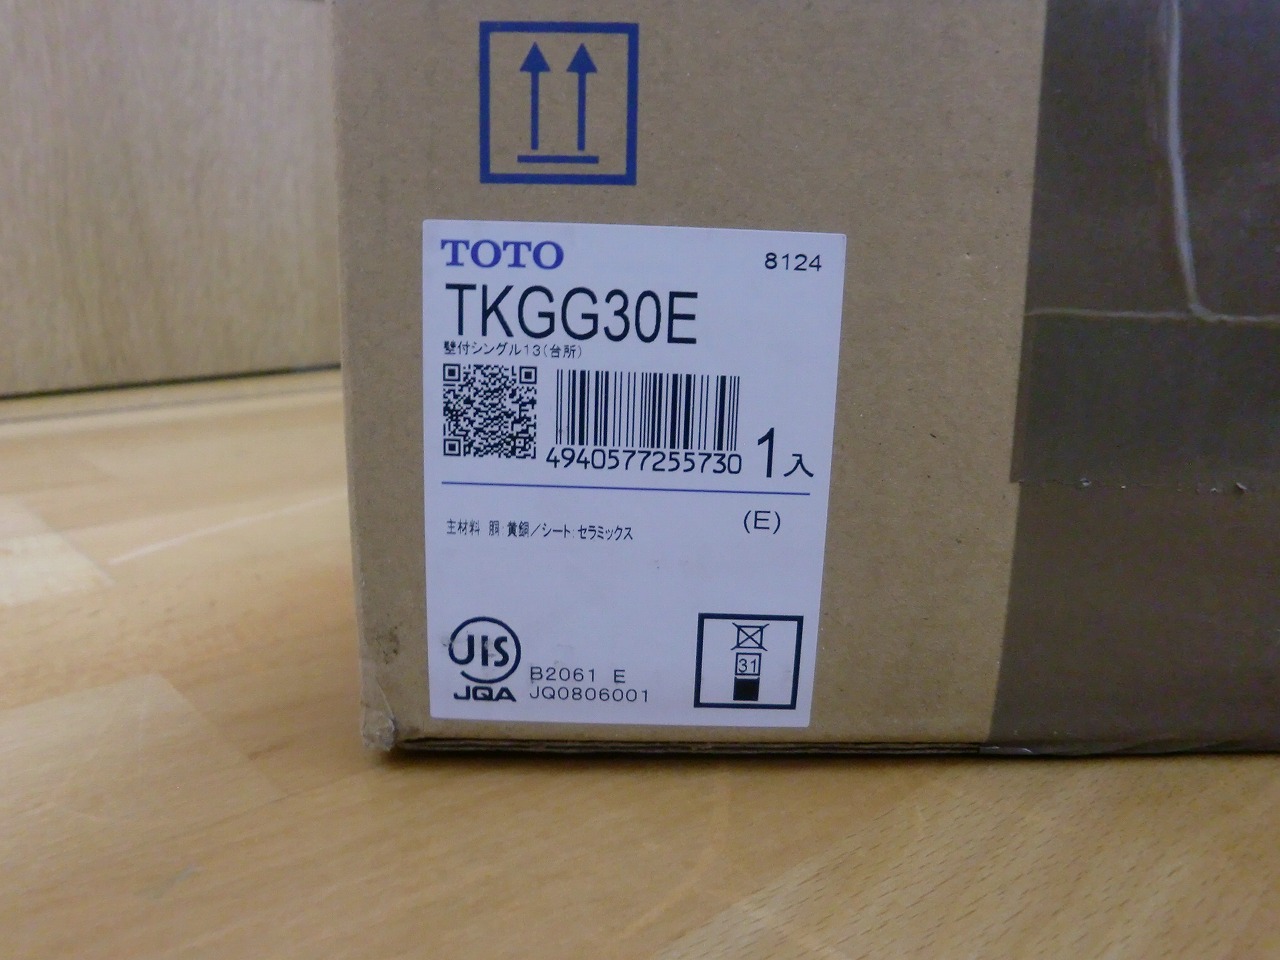 TOTO 8124
TKGG30E
壁付シングル13(台所)
4940577255730 1入
(E)
主材料 胴:黄銅/シート:セラミックス
JIS
JQA
B2061 E
JQ0806001
31